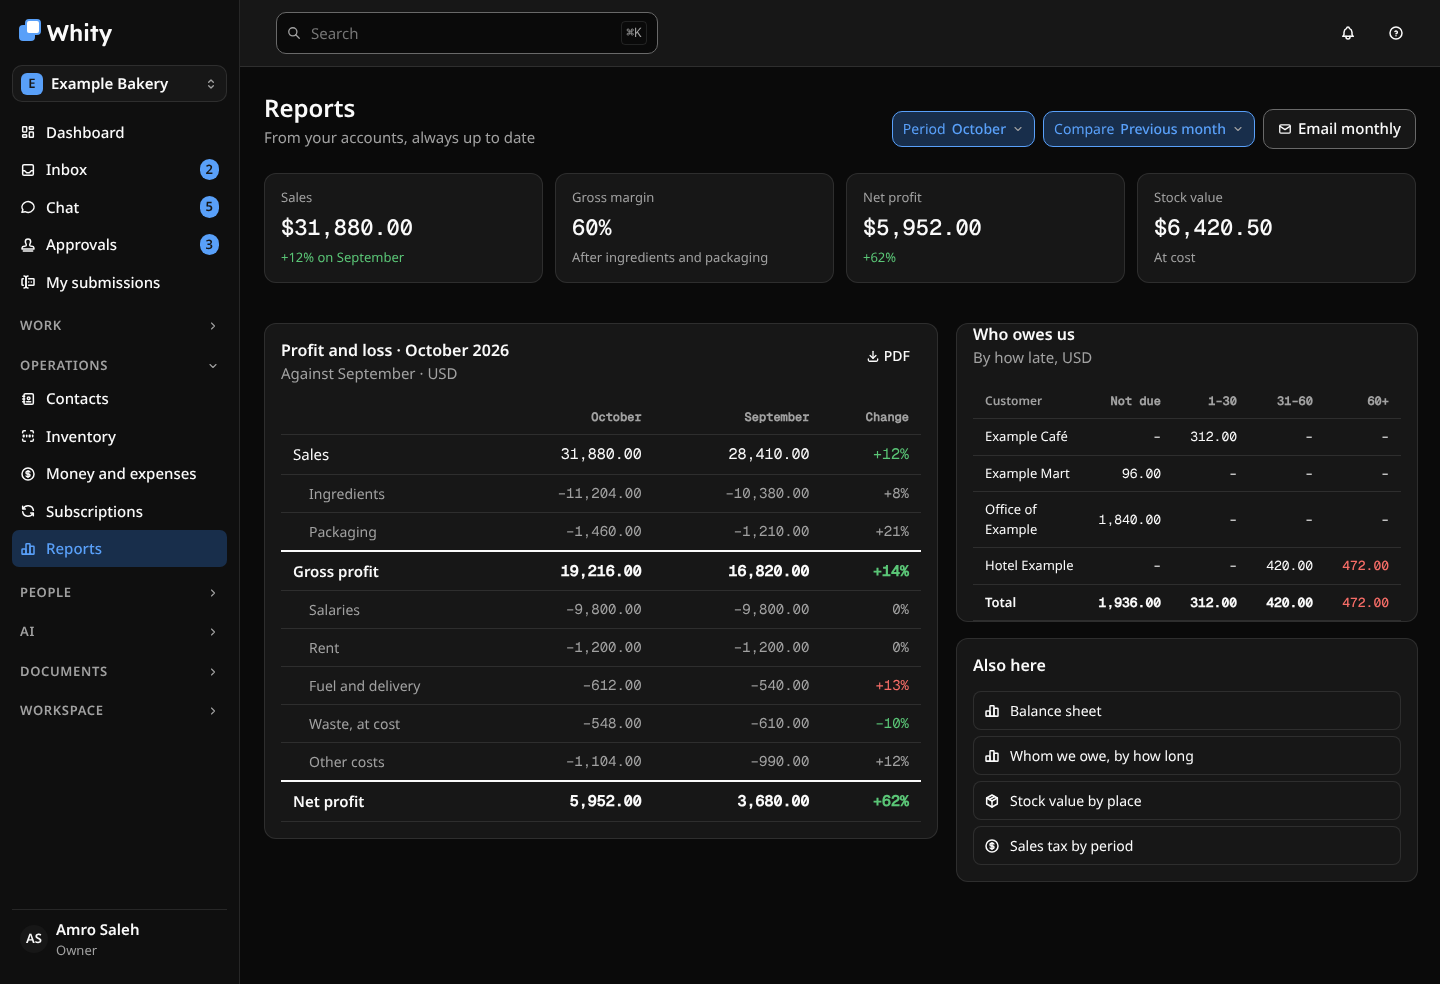 Whity
Search ⌘K
E Example Bakery
Dashboard
Inbox 2
Chat 5
Approvals 3
My submissions
WORK
OPERATIONS
Contacts
Inventory
Money and expenses
Subscriptions
Reports
PEOPLE
AI
DOCUMENTS
WORKSPACE
AS Amro Saleh
Owner
Reports
From your accounts, always up to date
Period October
Compare Previous month
Email monthly
Sales
$31,880.00
+12% on September
Gross margin
60%
After ingredients and packaging
Net profit
$5,952.00
+62%
Stock value
$6,420.50
At cost
Profit and loss · October 2026
Against September · USD
PDF
October September Change
Sales 31,880.00 28,410.00 +12%
Ingredients −11,204.00 −10,380.00 +8%
Packaging −1,460.00 −1,210.00 +21%
Gross profit 19,216.00 16,820.00 +14%
Salaries −9,800.00 −9,800.00 0%
Rent −1,200.00 −1,200.00 0%
Fuel and delivery −612.00 −540.00 +13%
Waste, at cost −548.00 −610.00 −10%
Other costs −1,104.00 −990.00 +12%
Net profit 5,952.00 3,680.00 +62%
Who owes us
By how late, USD
Customer Not due 1–30 31–60 60+
Example Café – 312.00 – –
Example Mart 96.00 – – –
Office of
Example 1,840.00 – – –
Hotel Example – – 420.00 472.00
Total 1,936.00 312.00 420.00 472.00
Also here
Balance sheet
Whom we owe, by how long
Stock value by place
Sales tax by period